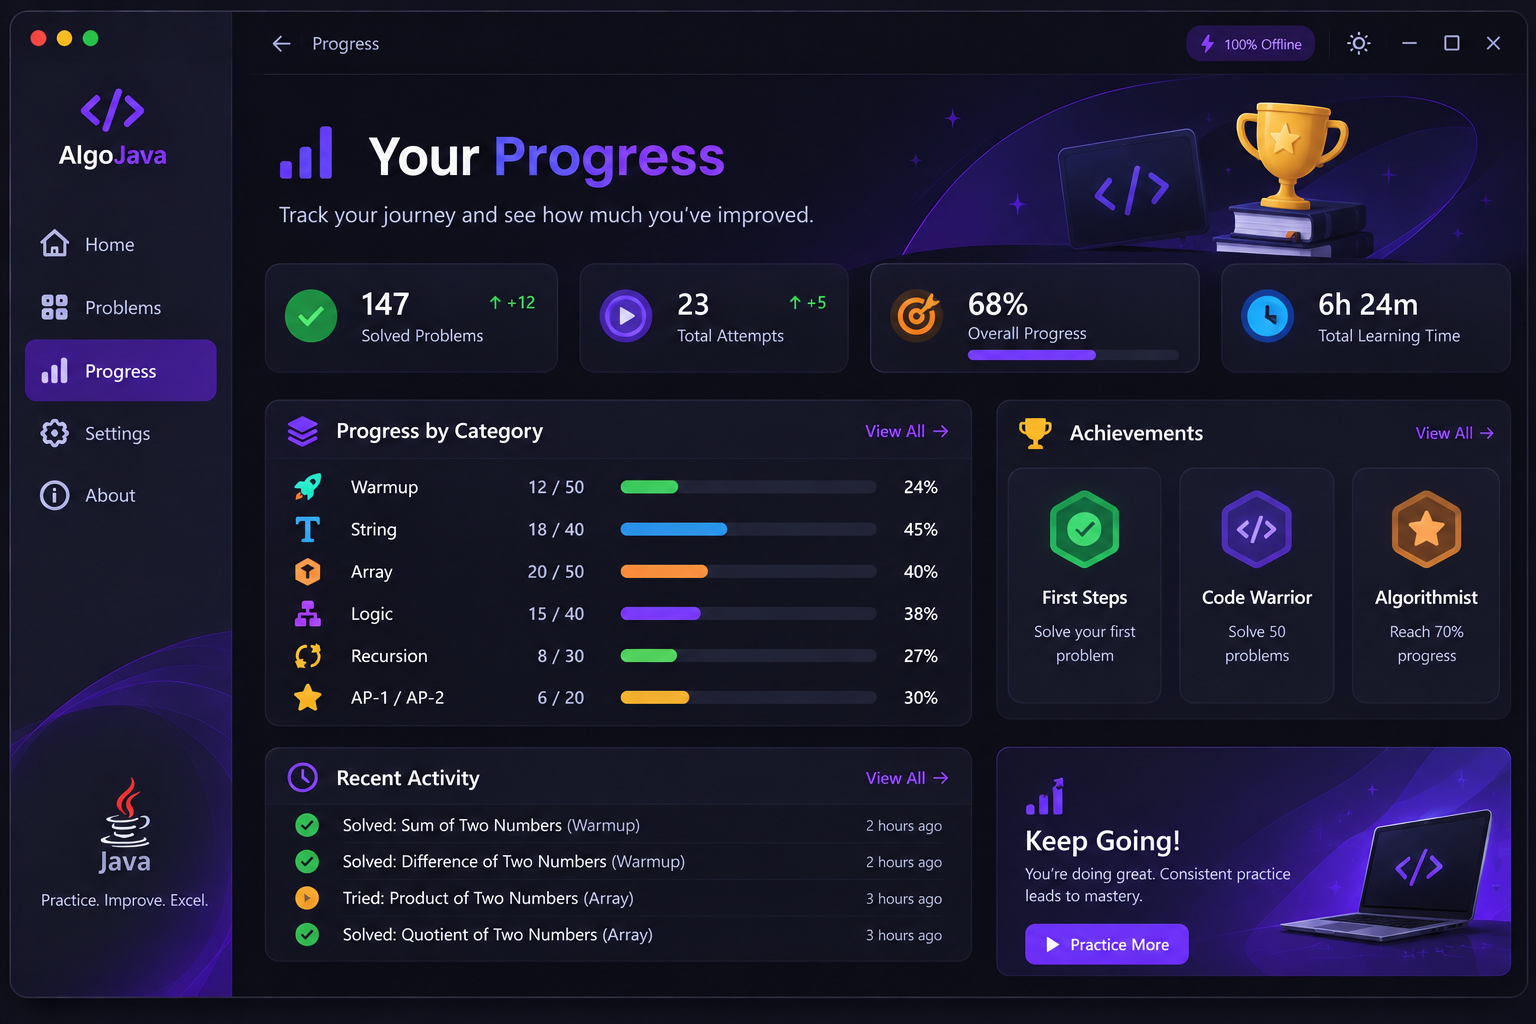 Progress
100% Offline
</>
AlgoJava
Home
Problems
Progress
Settings
About
Java
Practice. Improve. Excel.
Your Progress
Track your journey and see how much you've improved.
</>
147
↑ +12
Solved Problems
23
↑ +5
Total Attempts
68%
Overall Progress
6h 24m
Total Learning Time
Progress by Category
View All →
Warmup 12 / 50 24%
String 18 / 40 45%
Array 20 / 50 40%
Logic 15 / 40 38%
Recursion 8 / 30 27%
AP-1 / AP-2 6 / 20 30%
Achievements
View All →
First Steps
Solve your first
problem
</>
Code Warrior
Solve 50
problems
Algorithmist
Reach 70%
progress
Recent Activity
View All →
Solved: Sum of Two Numbers (Warmup) 2 hours ago
Solved: Difference of Two Numbers (Warmup) 2 hours ago
Tried: Product of Two Numbers (Array) 3 hours ago
Solved: Quotient of Two Numbers (Array) 3 hours ago
Keep Going!
You're doing great. Consistent practice
leads to mastery.
Practice More
</>